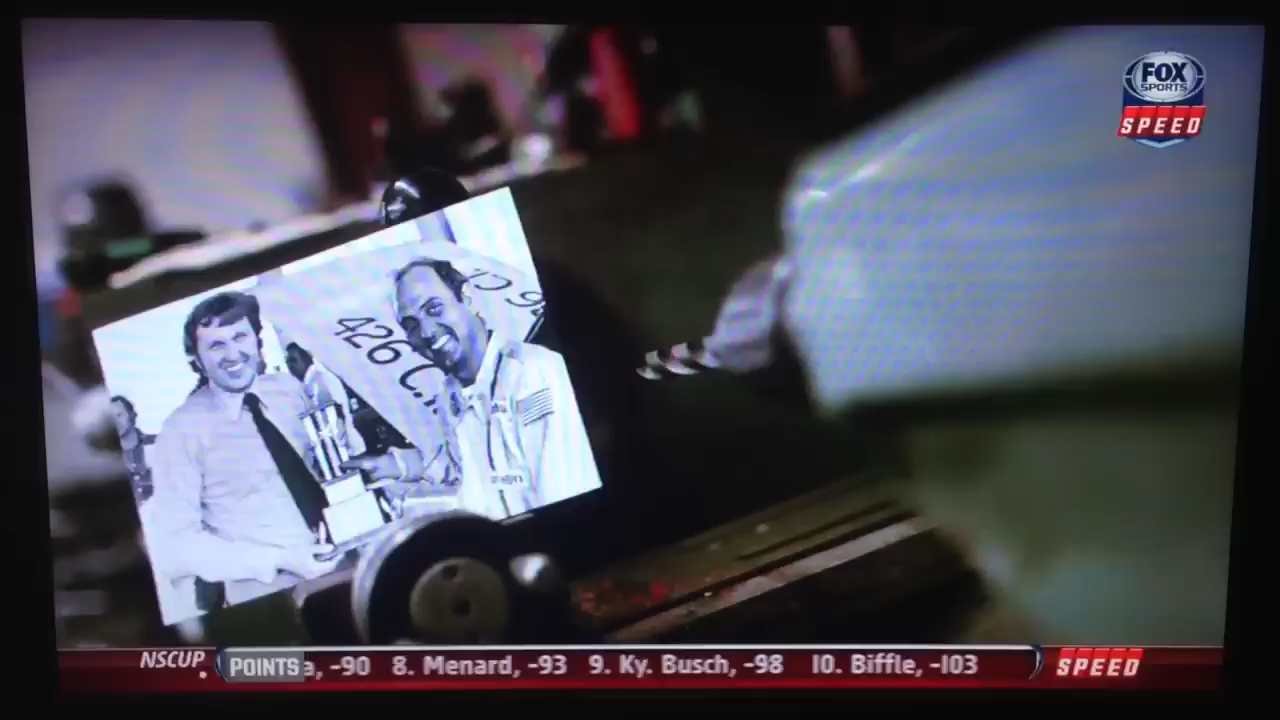 FOX
SPORTS
SPEED
426 C.I.
NSCUP POINTS a, -90 8. Menard, -93 9. Ky. Busch, -98 10. Biffle, -103 SPEED